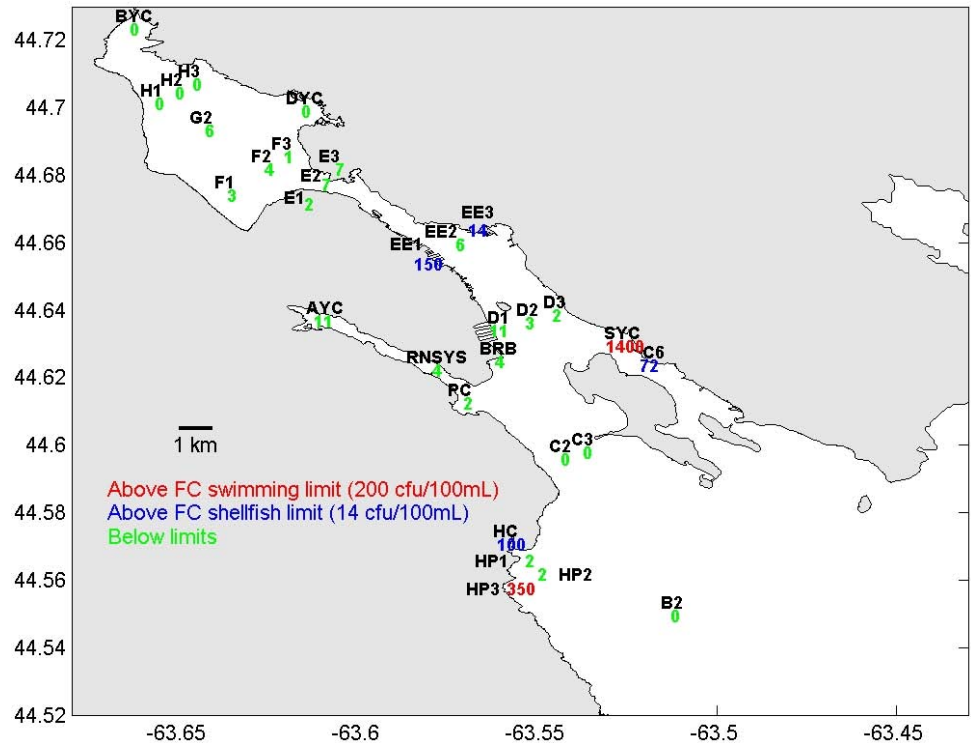 BYC
44.72
0
H3
H2
0
H1
0
0
44.7
DYC
0
G2
6
F3
1
F2
4
E3
7
E2
7
44.68
F1
3
E1 2
EE3
14
EE2
6
EE1
150
44.66
44.64
AYC
11
D3
2
D2
3
D1
11
SYC
1400
C6
72
BRB
4
RNSYS
4
44.62
PC
2
1 km
44.6
C3
0
C2
0
Above FC swimming limit (200 cfu/100mL)
Above FC shellfish limit (14 cfu/100mL)
Below limits
44.58
HC
100
HP1 2
2 HP2
44.56
HP3 350
B2
0
44.54
44.52
-63.65 -63.6 -63.55 -63.5 -63.45